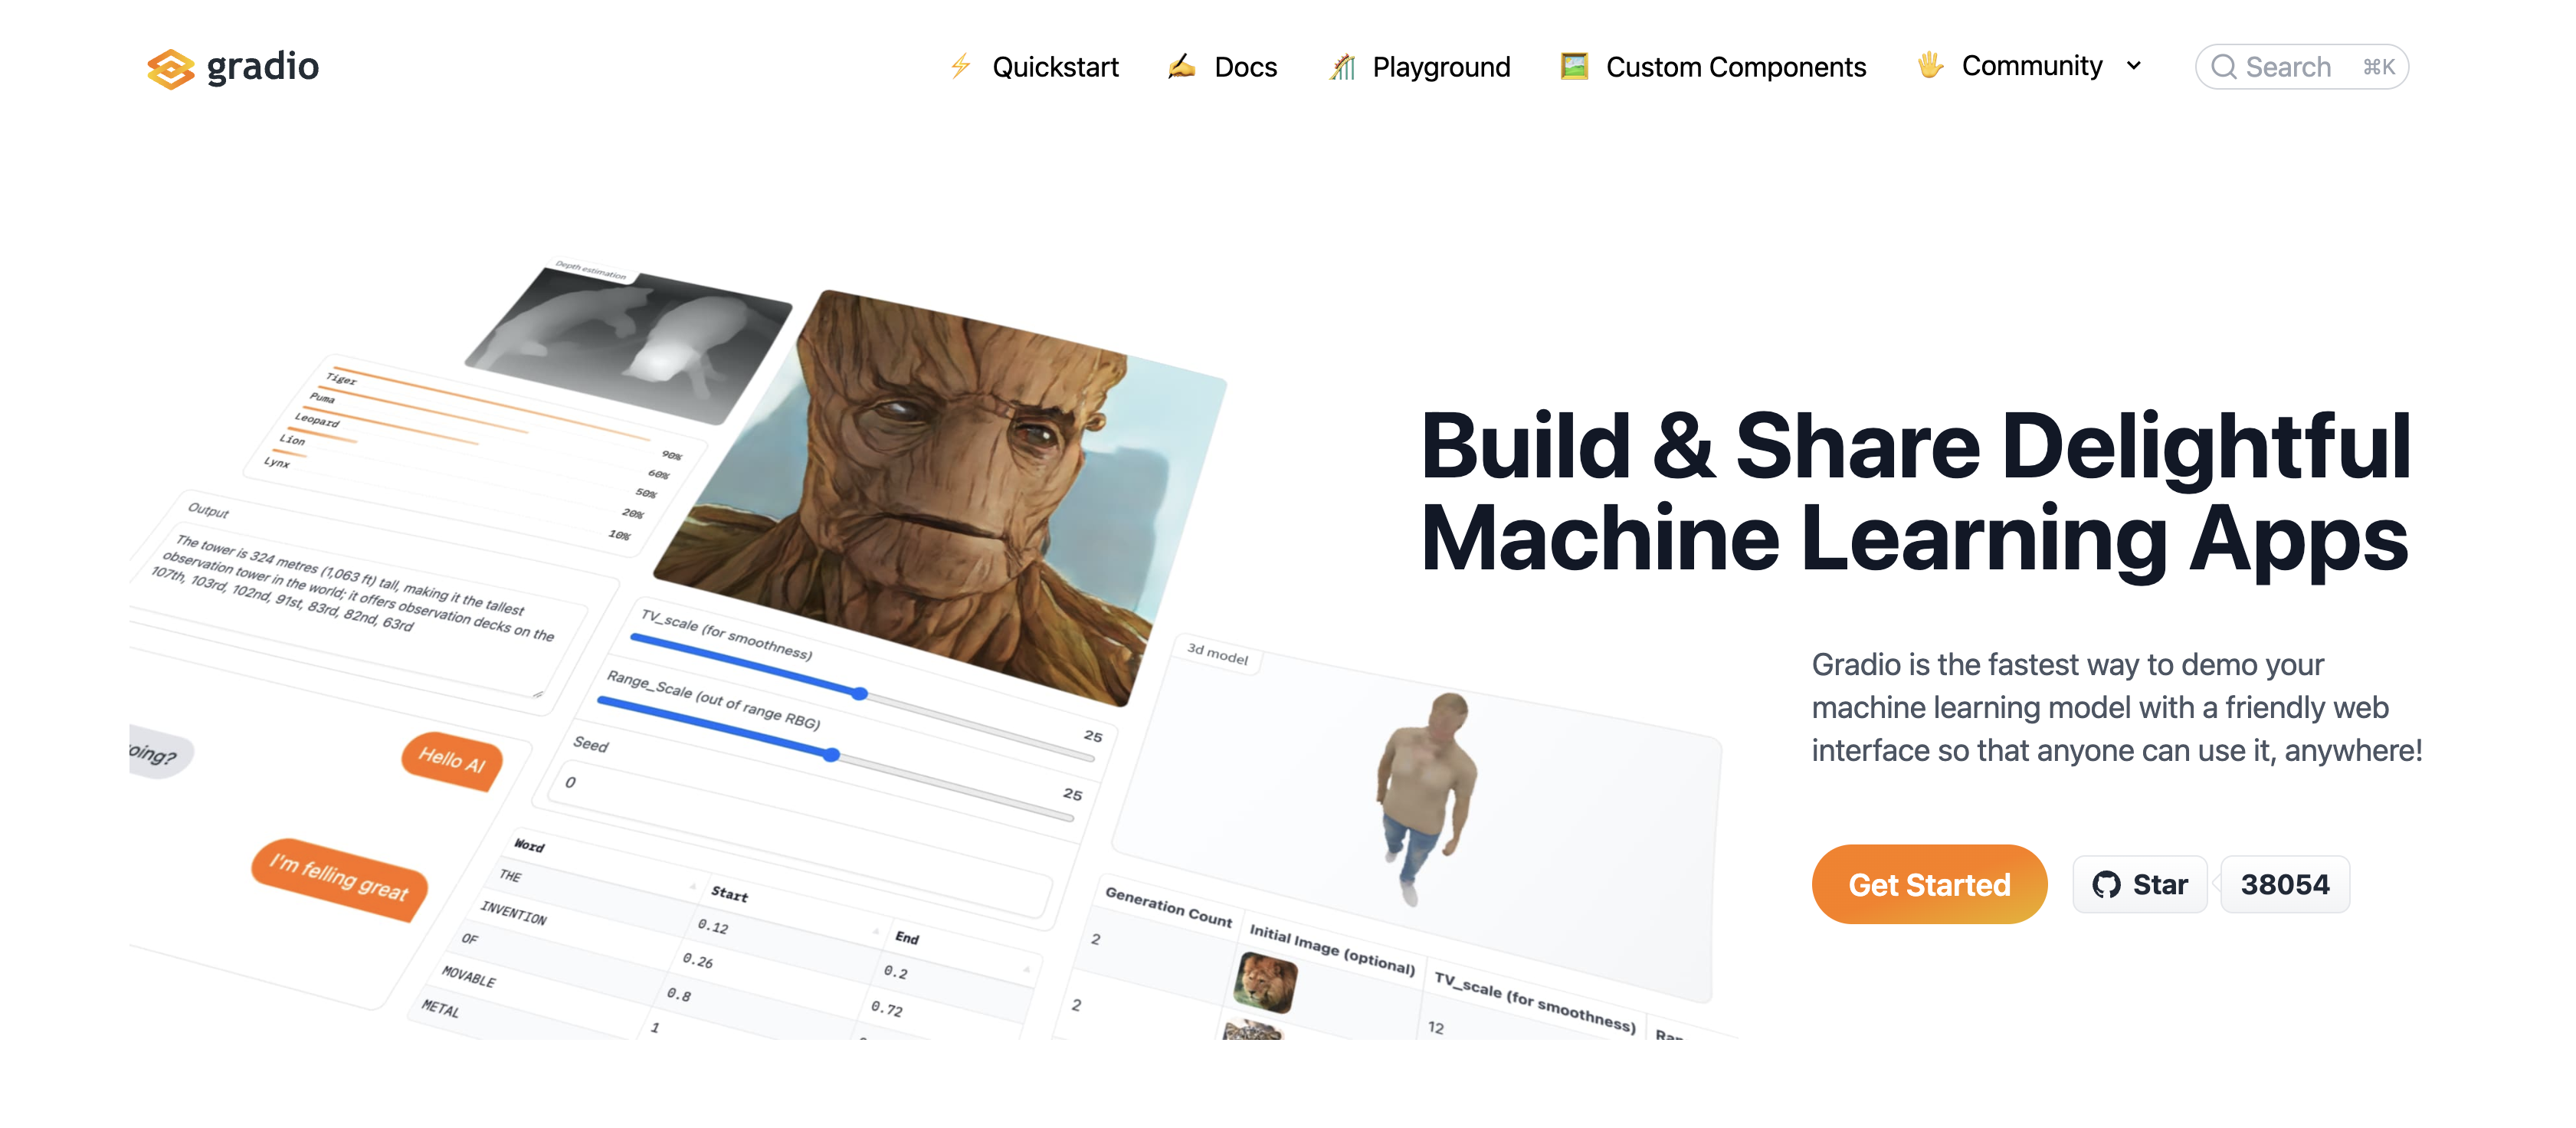 gradio
⚡ Quickstart
✍️ Docs
🎢 Playground
🖼️ Custom Components
🖐 Community
Search ⌘K
Depth estimation
Tiger
90%
Puma
60%
Leopard
50%
Lion
20%
Lynx
10%
Output
The tower is 324 metres (1,063 ft) tall, making it the tallest
observation tower in the world; it offers observation decks on the
107th, 103rd, 102nd, 91st, 83rd, 82nd, 63rd
oing?
Hello AI
I'm felling great
TV_scale (for smoothness)
25
Range_Scale (out of range RBG)
25
Seed
0
Word Start End
THE 0.12 0.2
INVENTION 0.26 0.72
OF 0.8
MOVABLE 1
METAL
3d model
Generation Count Initial Image (optional) TV_scale (for smoothness) Ran
2 12
2
Build & Share Delightful
Machine Learning Apps
Gradio is the fastest way to demo your
machine learning model with a friendly web
interface so that anyone can use it, anywhere!
Get Started
Star
38054